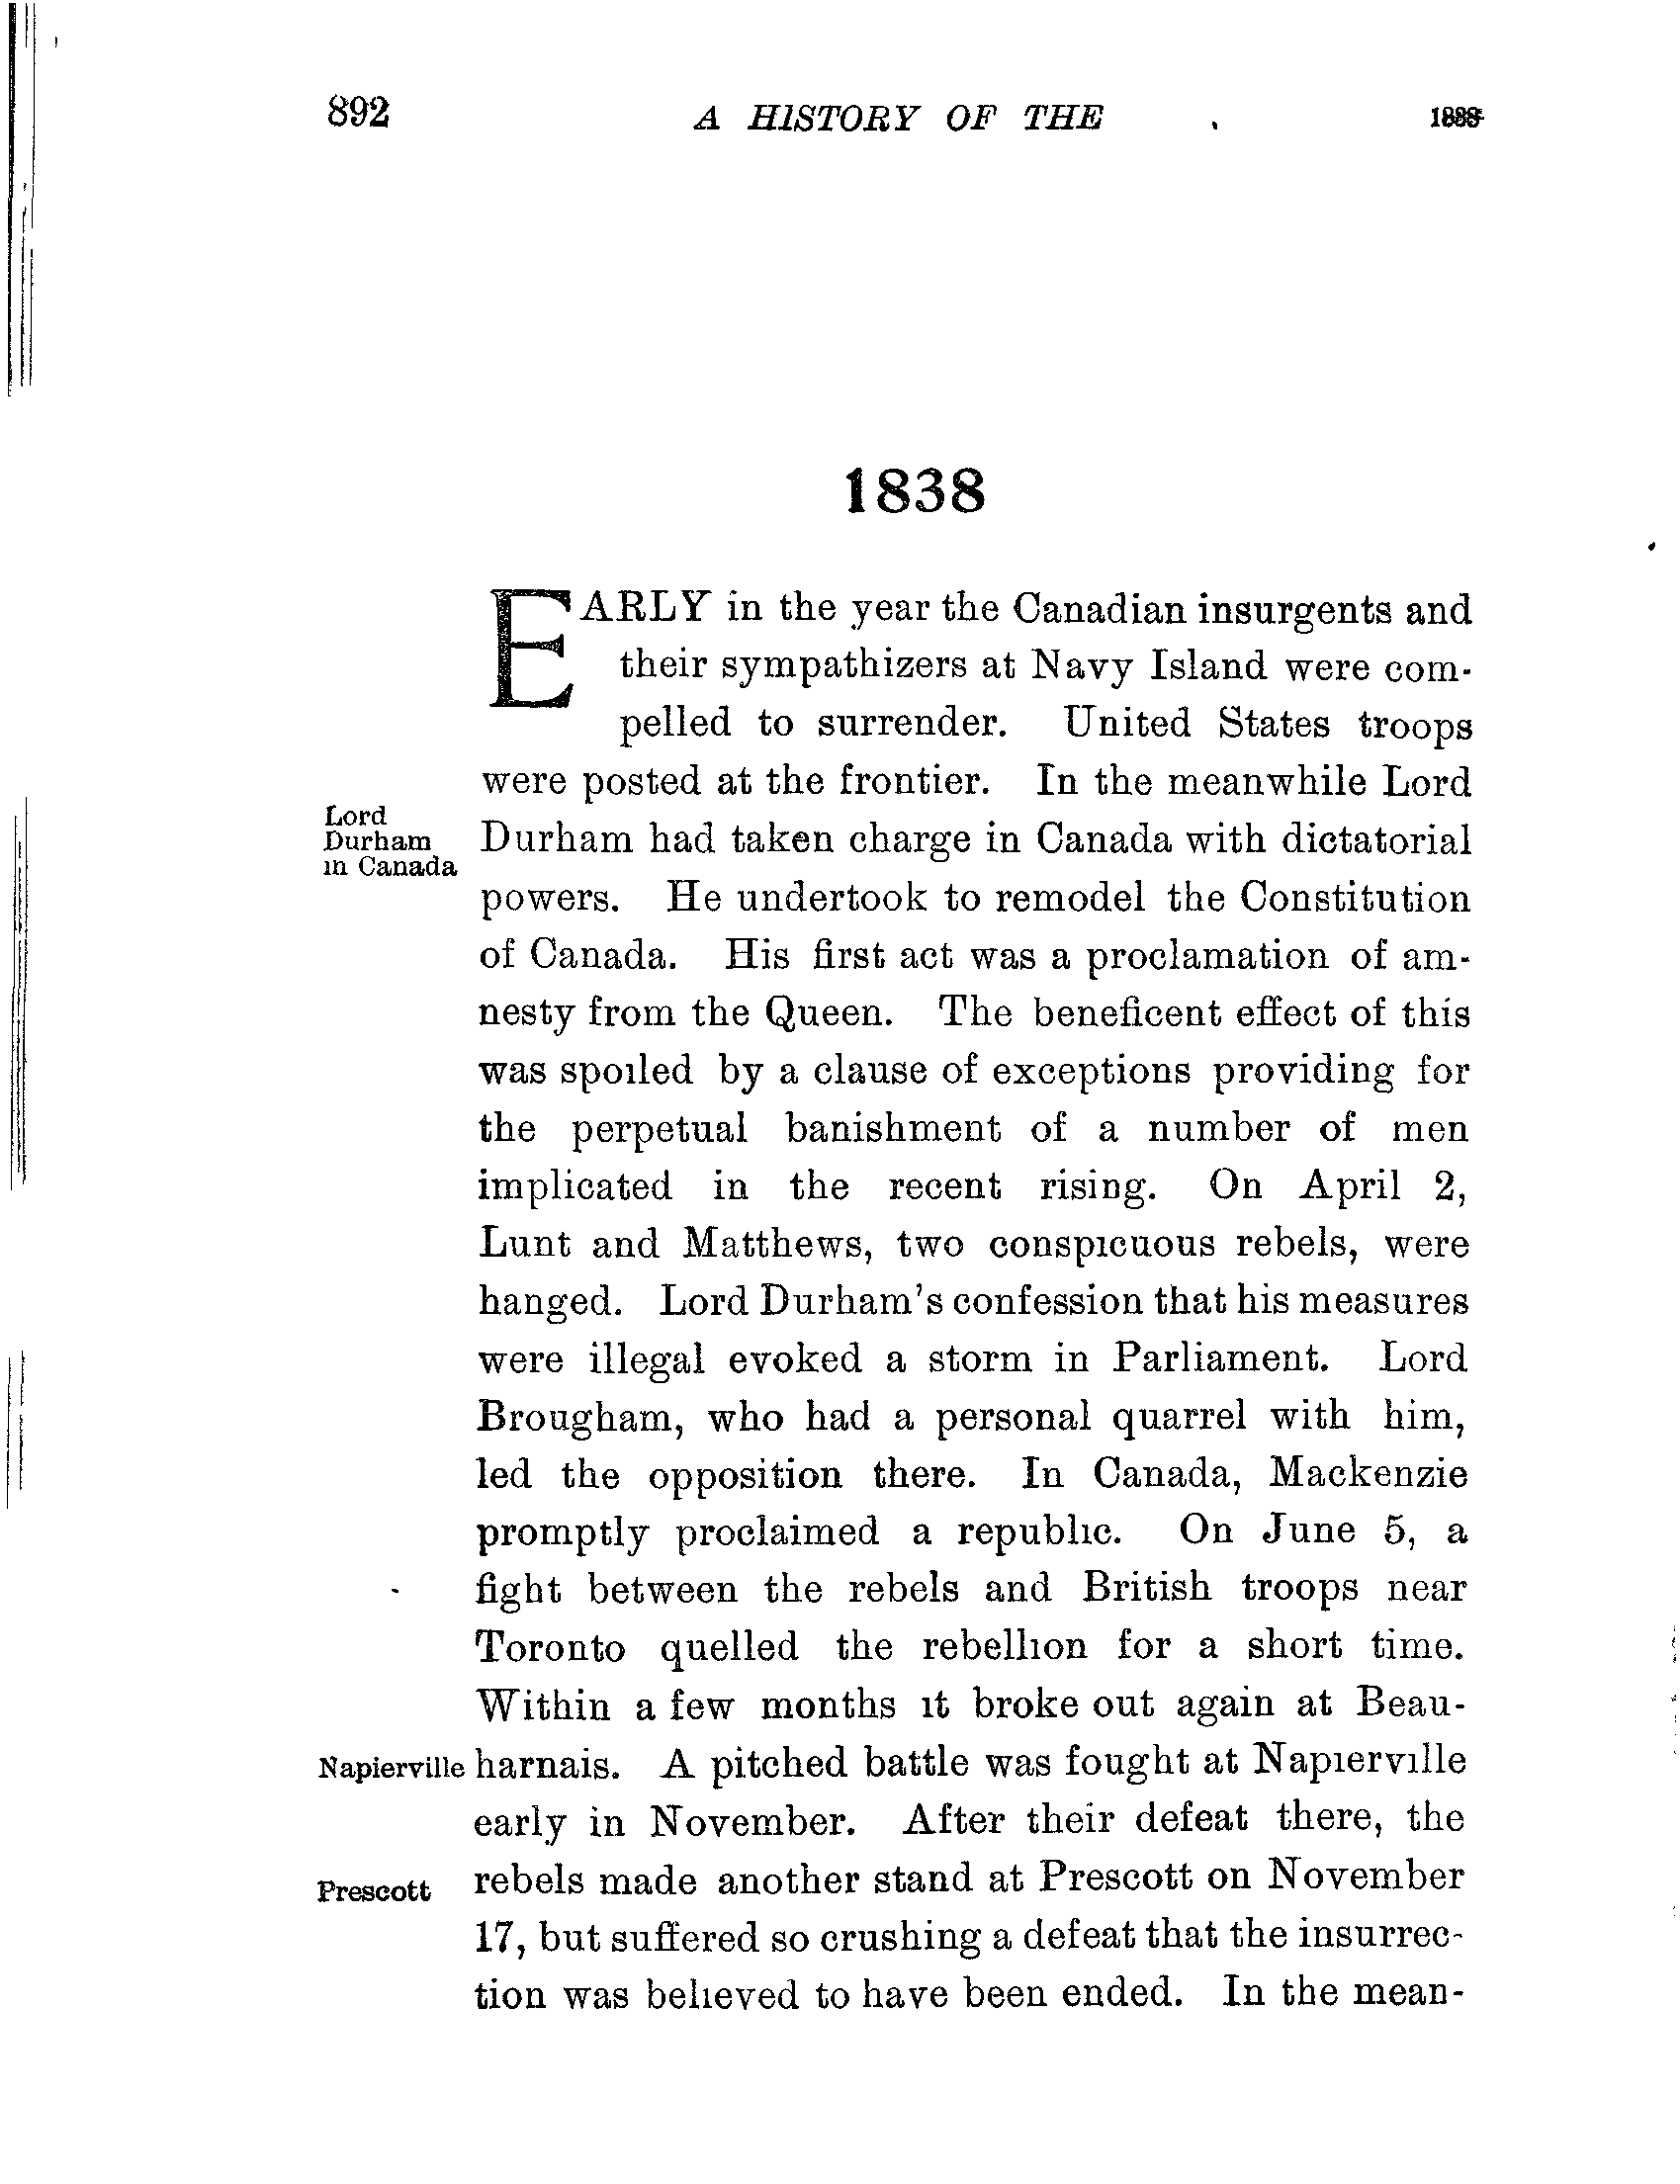 892
A HISTORY OF THE
1838
EARLY in the year the Canadian insurgents and
their sympathizers at Navy Island were com-
pelled to surrender. United States troops
were posted at the frontier. In the meanwhile Lord
Lord
Durham
in Canada
Durham had taken charge in Canada with dictatorial
powers. He undertook to remodel the Constitution
of Canada. His first act was a proclamation of am-
nesty from the Queen. The beneficent effect of this
was spoiled by a clause of exceptions providing for
the perpetual banishment of a number of men
implicated in the recent rising. On April 2,
Lunt and Matthews, two conspicuous rebels, were
hanged. Lord Durham's confession that his measures
were illegal evoked a storm in Parliament. Lord
Brougham, who had a personal quarrel with him,
led the opposition there. In Canada, Mackenzie
promptly proclaimed a republic. On June 5, a
fight between the rebels and British troops near
Toronto quelled the rebellion for a short time.
Within a few months it broke out again at Beau-
Napierville
harnais. A pitched battle was fought at Napierville
early in November. After their defeat there, the
Prescott
rebels made another stand at Prescott on November
17, but suffered so crushing a defeat that the insurrec-
tion was believed to have been ended. In the mean-